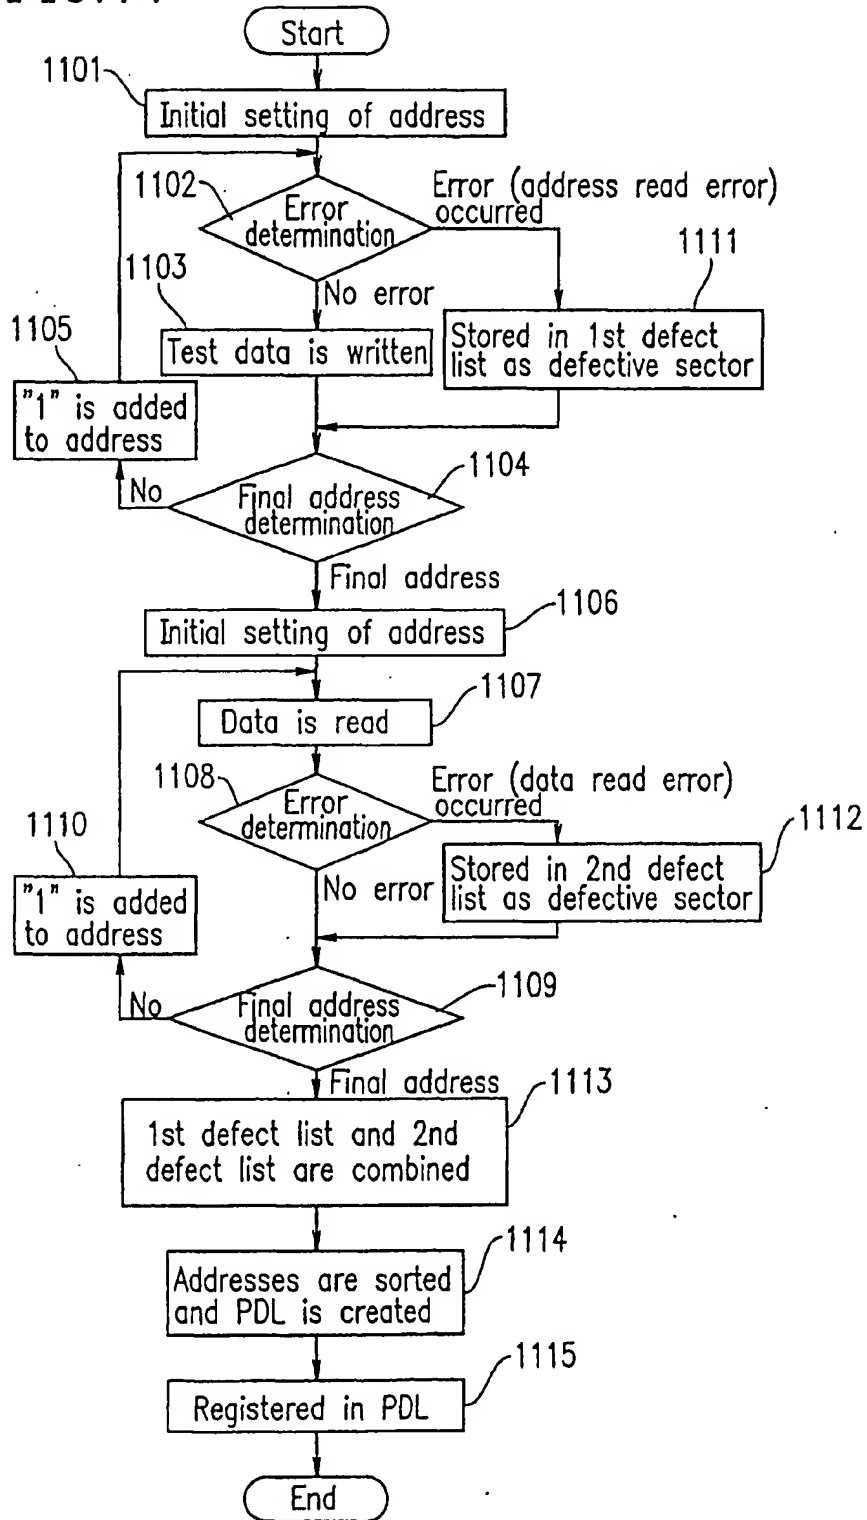 Start
1101
Initial setting of address
1102
Error
determination
Error (address read error)
occurred
1111
1103
No error
1105
Test data is written
Stored in 1st defect
list as defective sector
"1" is added
to address
1104
No
Final address
determination
Final address
1106
Initial setting of address
1107
Data is read
1108
Error
determination
Error (data read error)
occurred
1112
1110
No error
Stored in 2nd defect
list as defective sector
"1" is added
to address
1109
No
Final address
determination
Final address
1113
1st defect list and 2nd
defect list are combined
1114
Addresses are sorted
and PDL is created
1115
Registered in PDL
End